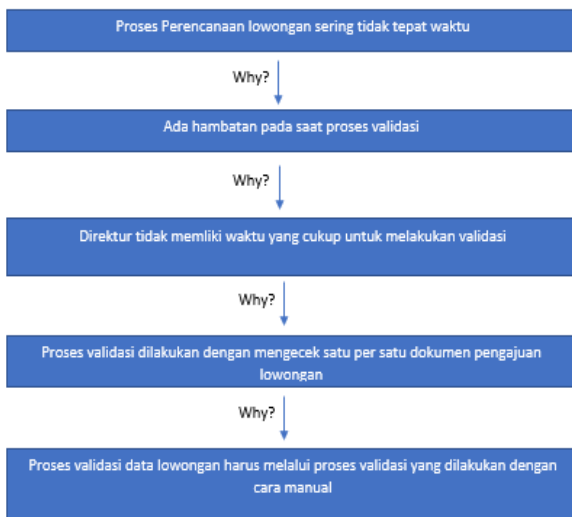 Proses Perencanaan lowongan sering tidak tepat waktu
Why?
Ada hambatan pada saat proses validasi
Why?
Direktur tidak memliki waktu yang cukup untuk melakukan validasi
Why?
Proses validasi dilakukan dengan mengecek satu per satu dokumen pengajuan
lowongan
Why?
Proses validasi data lowongan harus melalui proses validasi yang dilakukan dengan
cara manual